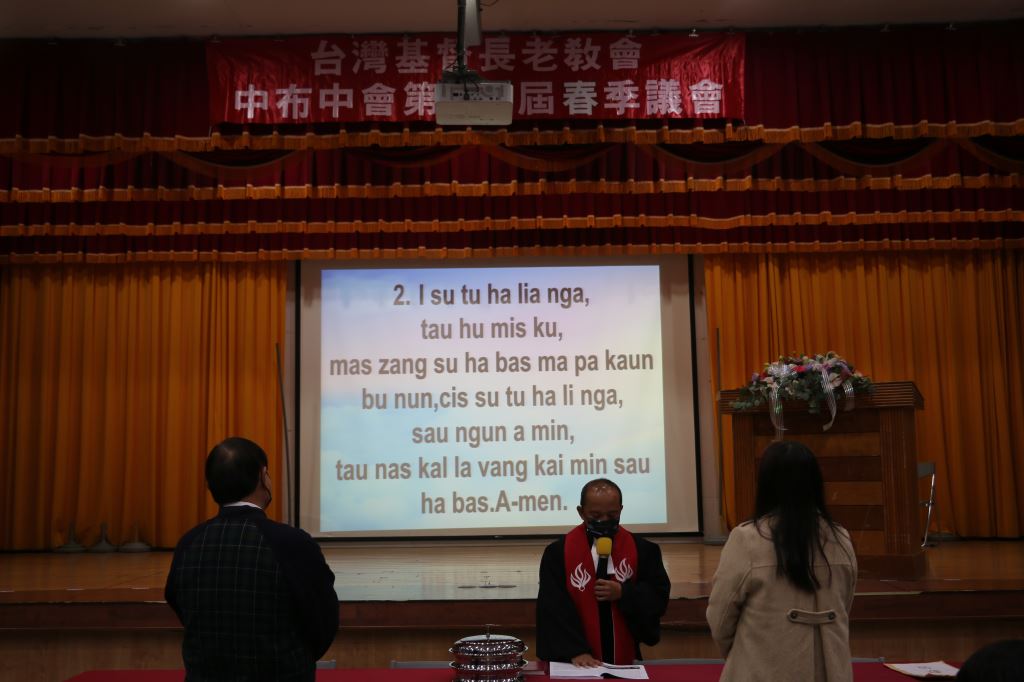 台灣基督長老教會
中布中會第 屆春季議會
2. I su tu ha lia nga,
tau hu mis ku,
mas zang su ha bas ma pa kaun
bu nun,cis su tu ha li nga,
sau ngun a min,
tau nas kal la vang kai min sau
ha bas.A-men.